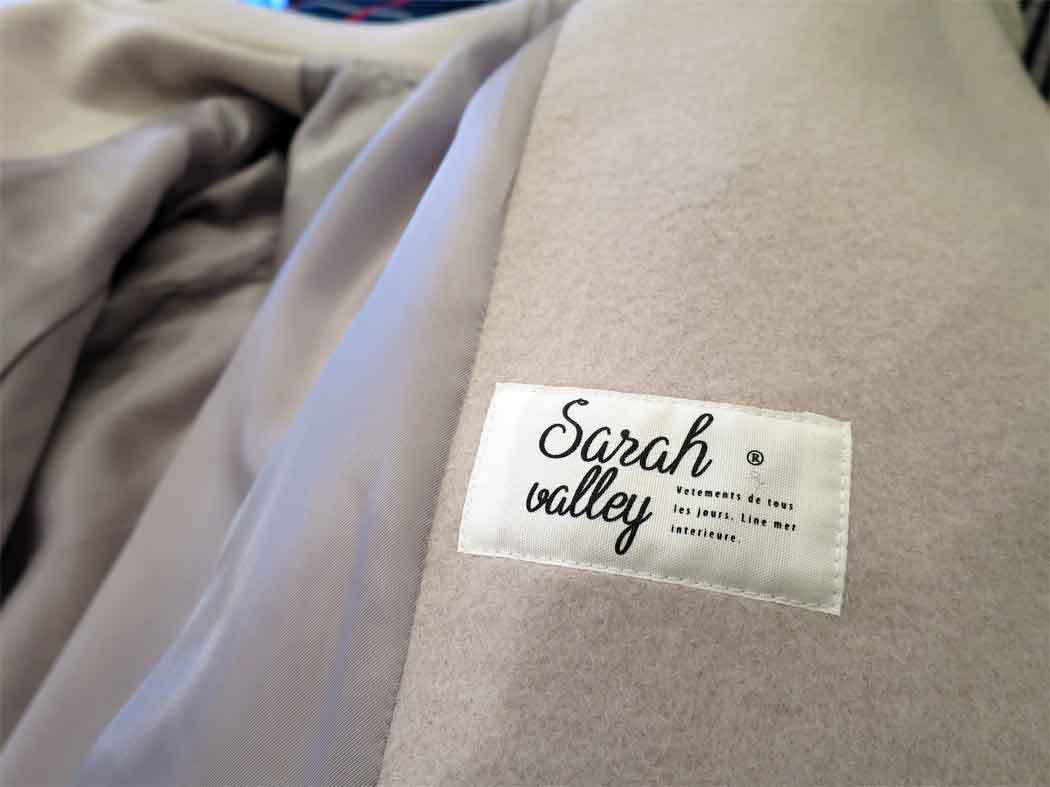 Sarah
valley
®
Vetements de tous
les jours. Line mer
interieure.